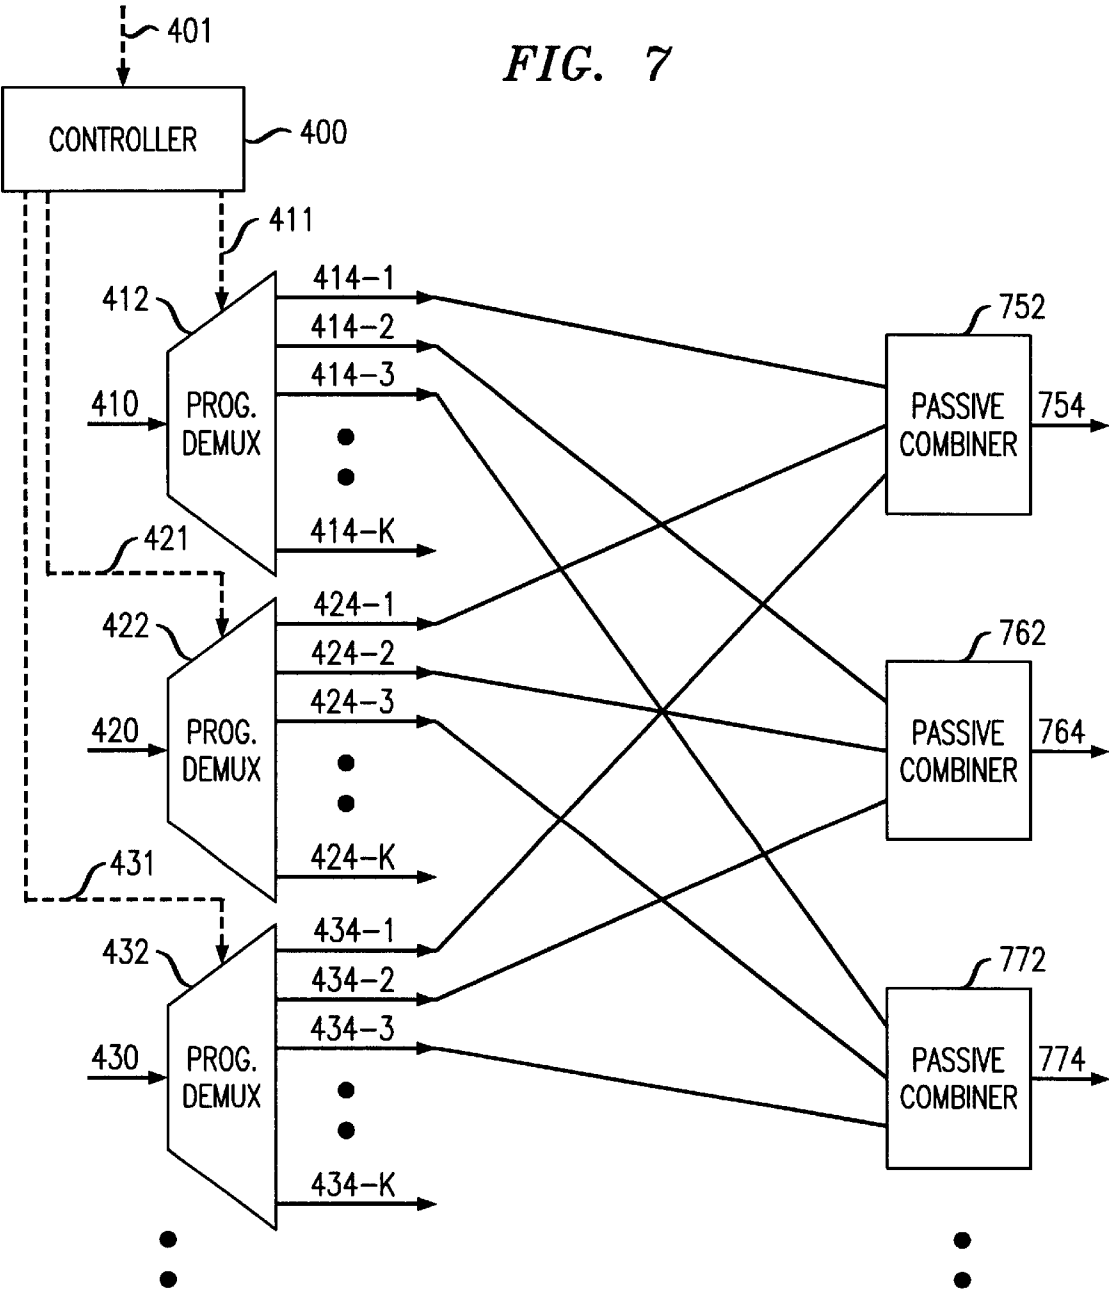 401
FIG. 7
CONTROLLER
400
411
412
414-1
414-2
414-3
410
PROG.
DEMUX
414-K
752
PASSIVE
COMBINER
754
421
422
424-1
424-2
424-3
420
PROG.
DEMUX
424-K
762
PASSIVE
COMBINER
764
431
432
434-1
434-2
434-3
430
PROG.
DEMUX
434-K
772
PASSIVE
COMBINER
774